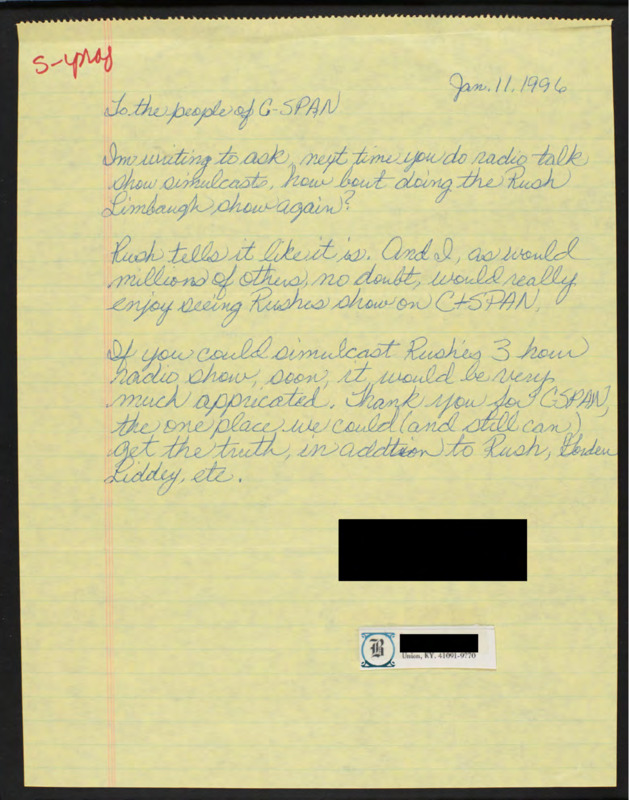 S-yprog
Jan. 11. 1996
To the people of C-SPAN
Im writing to ask, next time you do radio talk
show simulcasts, how bout doing the Rush
Limbaugh show again?
Rush tells it like it is. And I, as would
millions of others, no doubt, would really
enjoy seeing Rushes show on C-SPAN.
If you could simulcast Rushes 3 hour
radio show, soon, it would be very
much appricated. Thank you for CSPAN,
the one place we could (and still can)
get the truth, in addtion to Rush, Gorden
Liddey, etc.
B
Union, KY. 41091-9770